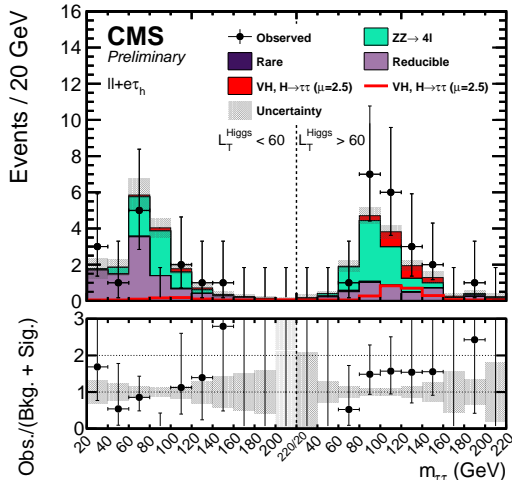 CMS
Preliminary
ll+eτ_h
Observed
ZZ→ 4l
Rare
Reducible
VH, H→ττ (μ=2.5)
VH, H→ττ (μ=2.5)
Uncertainty
L_T^Higgs < 60
L_T^Higgs > 60
Events / 20 GeV
16
14
12
10
8
6
4
2
0
Obs./(Bkg. + Sig.)
3
2
1
0
20 40 60 80 100 120 140 160 180 200 220/20 40 60 80 100 120 140 160 180 200 220
m_ττ (GeV)